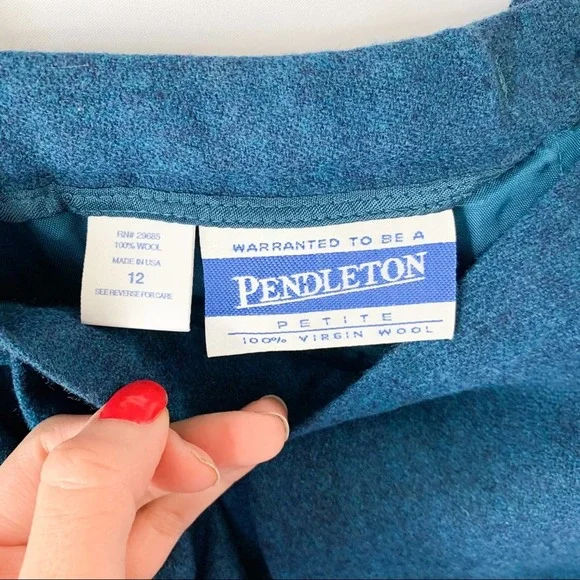 RN# 29685
100% WOOL
MADE IN USA
12
SEE REVERSE FOR CARE
WARRANTED TO BE A
PENDLETON
PETITE
100% VIRGIN WOOL